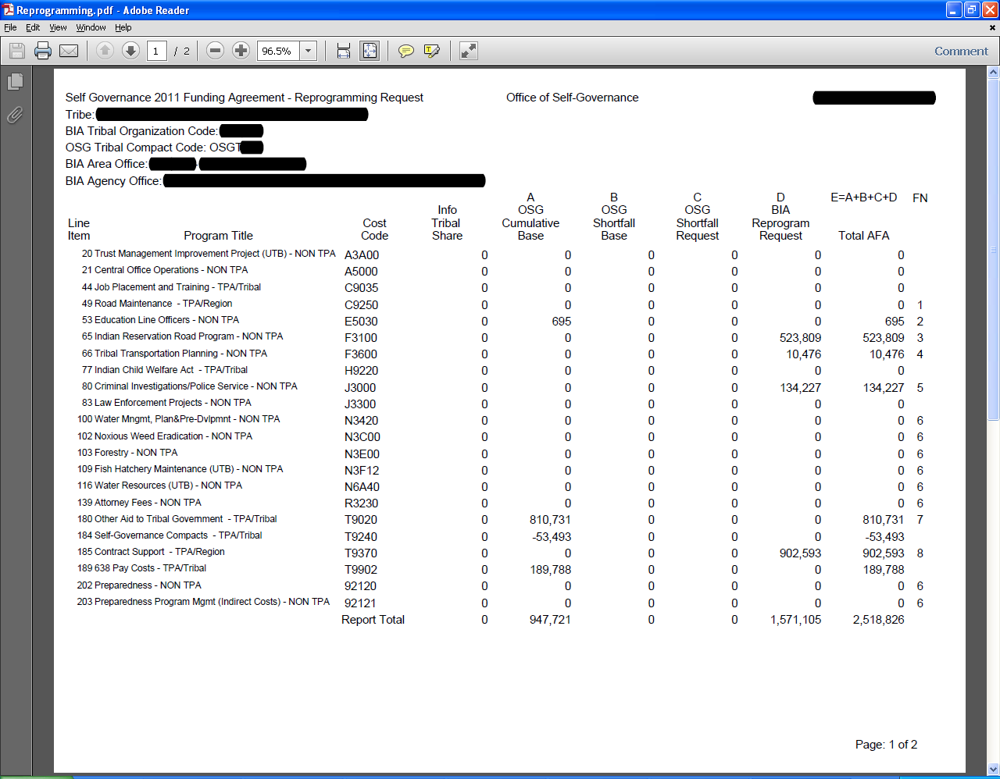 Reprogramming.pdf - Adobe Reader
File Edit View Window Help
1 / 2 96.5% Comment
Self Governance 2011 Funding Agreement - Reprogramming Request Office of Self-Governance
Tribe:
BIA Tribal Organization Code:
OSG Tribal Compact Code: OSGT
BIA Area Office: -
BIA Agency Office:
A B C D E=A+B+C+D FN
Info OSG OSG OSG BIA
Line Cost Tribal Cumulative Shortfall Shortfall Reprogram
Item Program Title Code Share Base Base Request Request Total AFA
20 Trust Management Improvement Project (UTB) - NON TPA A3A00 0 0 0 0 0 0
21 Central Office Operations - NON TPA A5000 0 0 0 0 0 0
44 Job Placement and Training - TPA/Tribal C9035 0 0 0 0 0 0
49 Road Maintenance - TPA/Region C9250 0 0 0 0 0 0 1
53 Education Line Officers - NON TPA E5030 0 695 0 0 0 695 2
65 Indian Reservation Road Program - NON TPA F3100 0 0 0 0 523,809 523,809 3
66 Tribal Transportation Planning - NON TPA F3600 0 0 0 0 10,476 10,476 4
77 Indian Child Welfare Act - TPA/Tribal H9220 0 0 0 0 0 0
80 Criminal Investigations/Police Service - NON TPA J3000 0 0 0 0 134,227 134,227 5
83 Law Enforcement Projects - NON TPA J3300 0 0 0 0 0 0
100 Water Mngmt, Plan&Pre-Dvlpmnt - NON TPA N3420 0 0 0 0 0 0 6
102 Noxious Weed Eradication - NON TPA N3C00 0 0 0 0 0 0 6
103 Forestry - NON TPA N3E00 0 0 0 0 0 0 6
109 Fish Hatchery Maintenance (UTB) - NON TPA N3F12 0 0 0 0 0 0 6
116 Water Resources (UTB) - NON TPA N6A40 0 0 0 0 0 0 6
139 Attorney Fees - NON TPA R3230 0 0 0 0 0 0 6
180 Other Aid to Tribal Government - TPA/Tribal T9020 0 810,731 0 0 0 810,731 7
184 Self-Governance Compacts - TPA/Tribal T9240 0 -53,493 0 0 0 -53,493
185 Contract Support - TPA/Region T9370 0 0 0 0 902,593 902,593 8
189 638 Pay Costs - TPA/Tribal T9902 0 189,788 0 0 0 189,788
202 Preparedness - NON TPA 92120 0 0 0 0 0 0 6
203 Preparedness Program Mgmt (Indirect Costs) - NON TPA 92121 0 0 0 0 0 0 6
Report Total 0 947,721 0 0 1,571,105 2,518,826
Page: 1 of 2